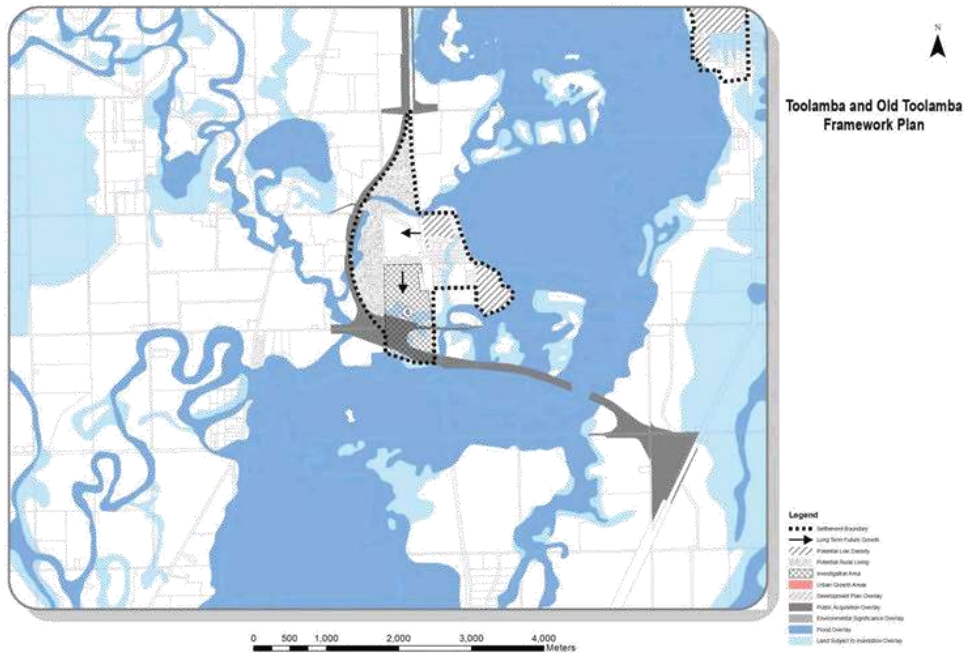 N
Toolamba and Old Toolamba
Framework Plan
Legend
Settlement Boundary
Long Term Future Growth
Potential Low Density
Potential Rural Living
Investigation Area
Urban Growth Areas
Development Plan Overlay
Public Acquisition Overlay
Environmental Significance Overlay
Flood Overlay
Land Subject to Inundation Overlay
0 500 1,000 2,000 3,000 4,000
Meters